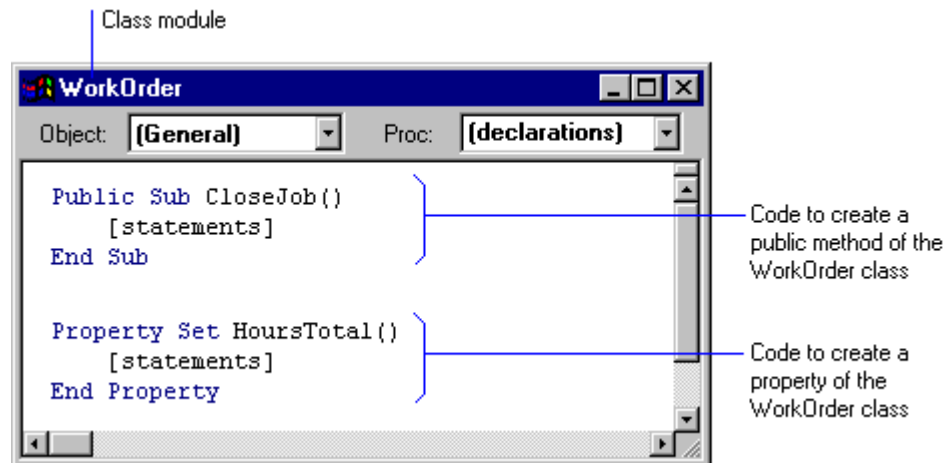 Class module
WorkOrder
Object: (General) Proc: (declarations)
Public Sub CloseJob()
[statements]
End Sub
Code to create a
public method of the
WorkOrder class
Property Set HoursTotal()
[statements]
End Property
Code to create a
property of the
WorkOrder class